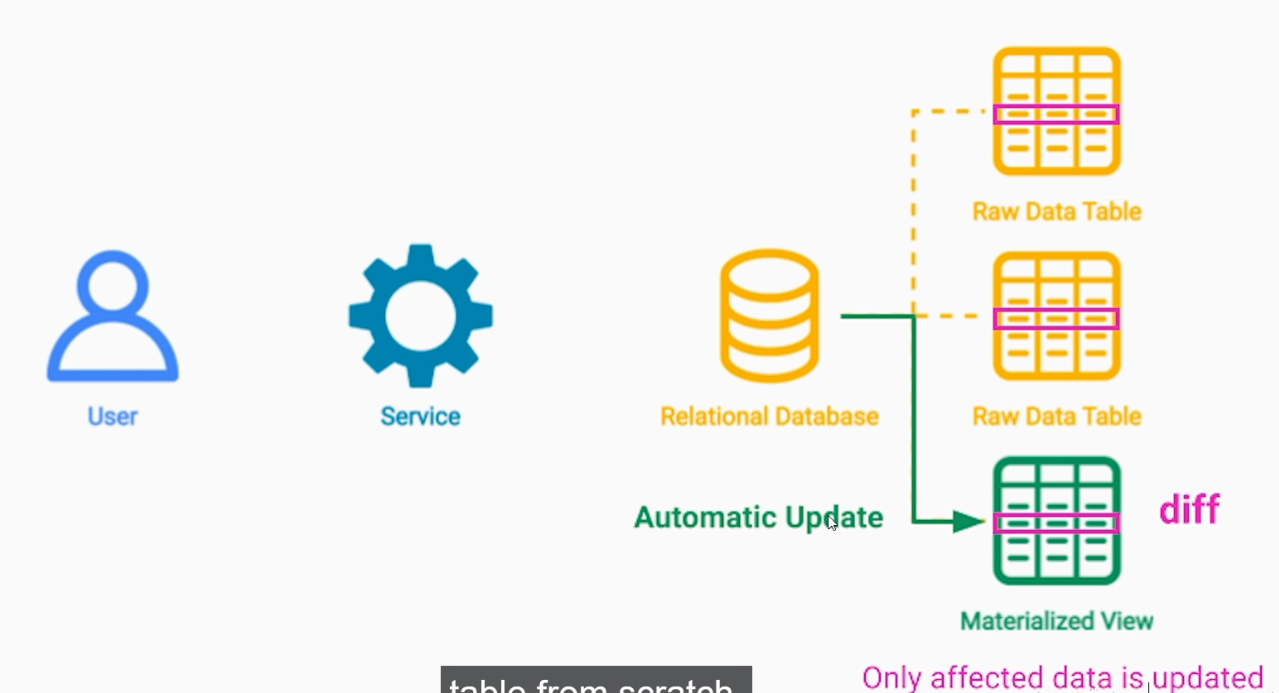 Raw Data Table
User
Service
Relational Database
Raw Data Table
Automatic Update
diff
Materialized View
Only affected data is updated
table from scratch